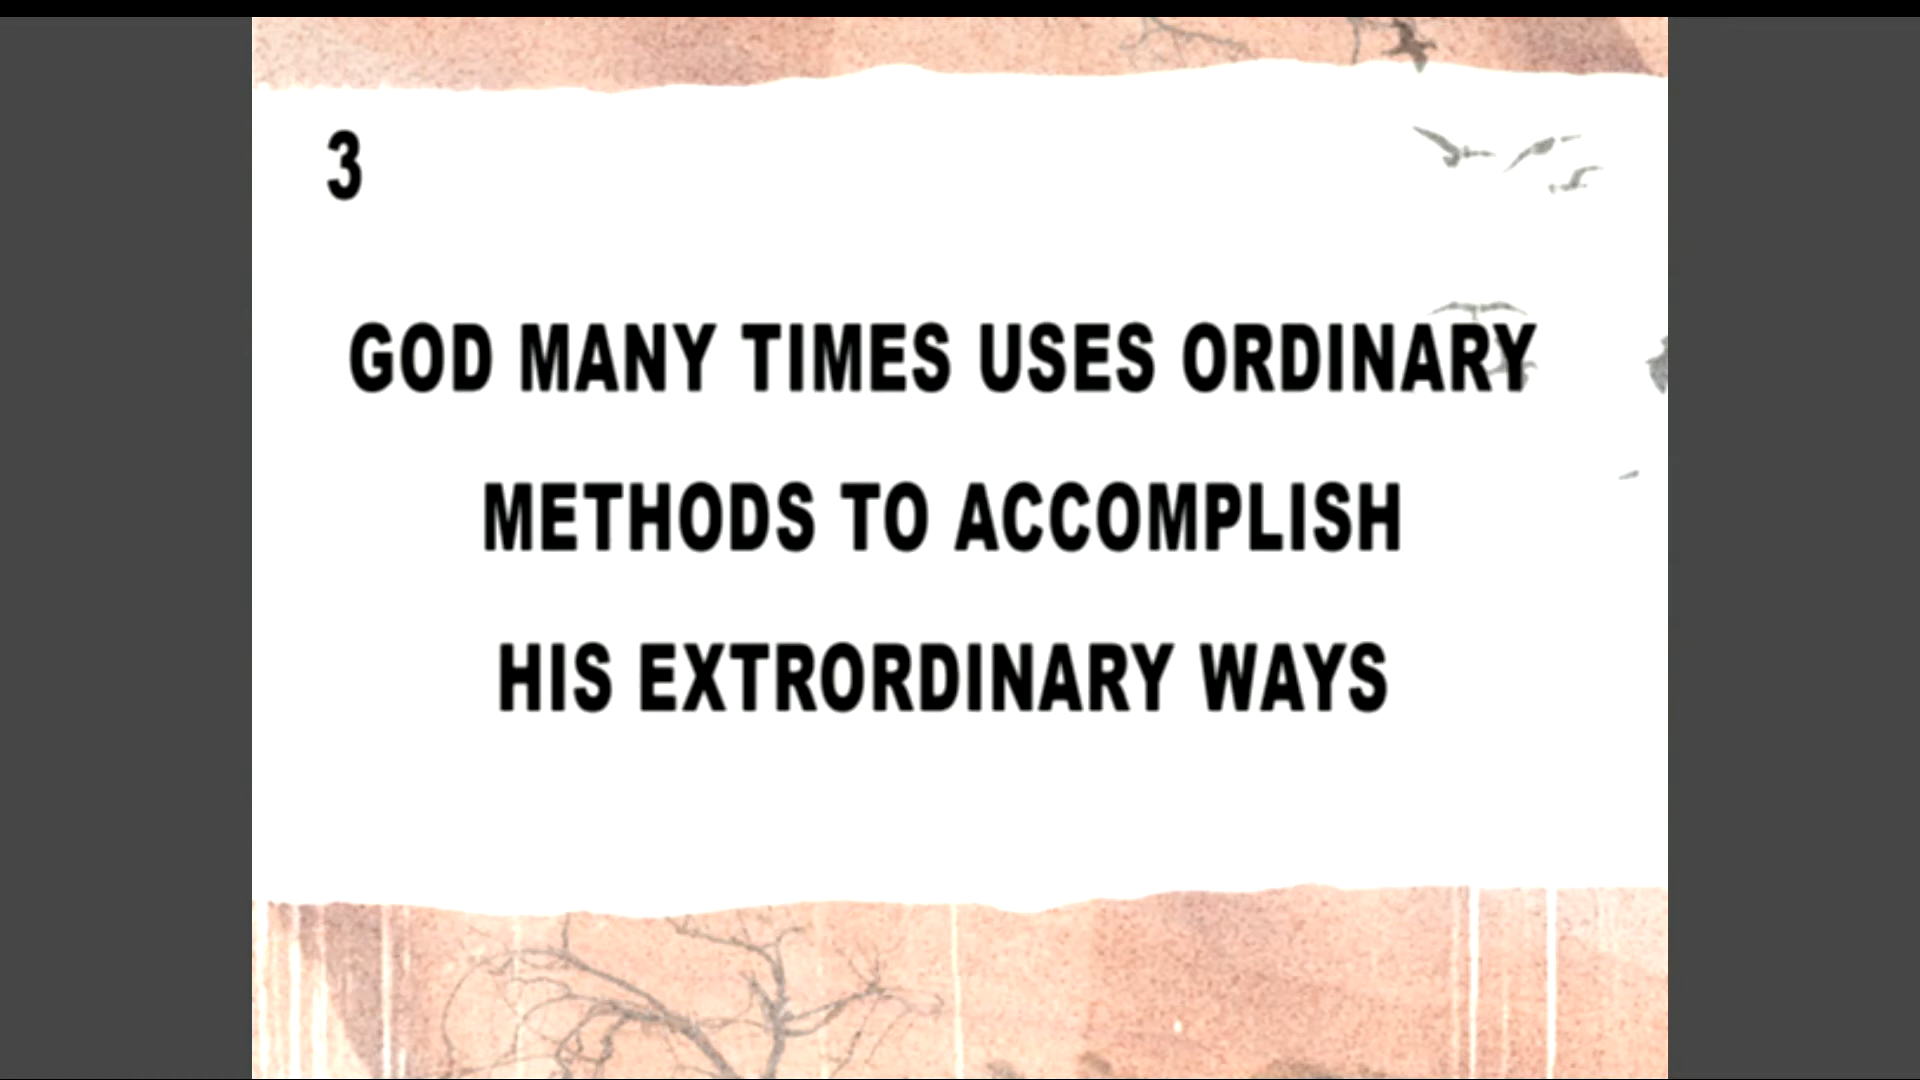 3
GOD MANY TIMES USES ORDINARY
METHODS TO ACCOMPLISH
HIS EXTRORDINARY WAYS